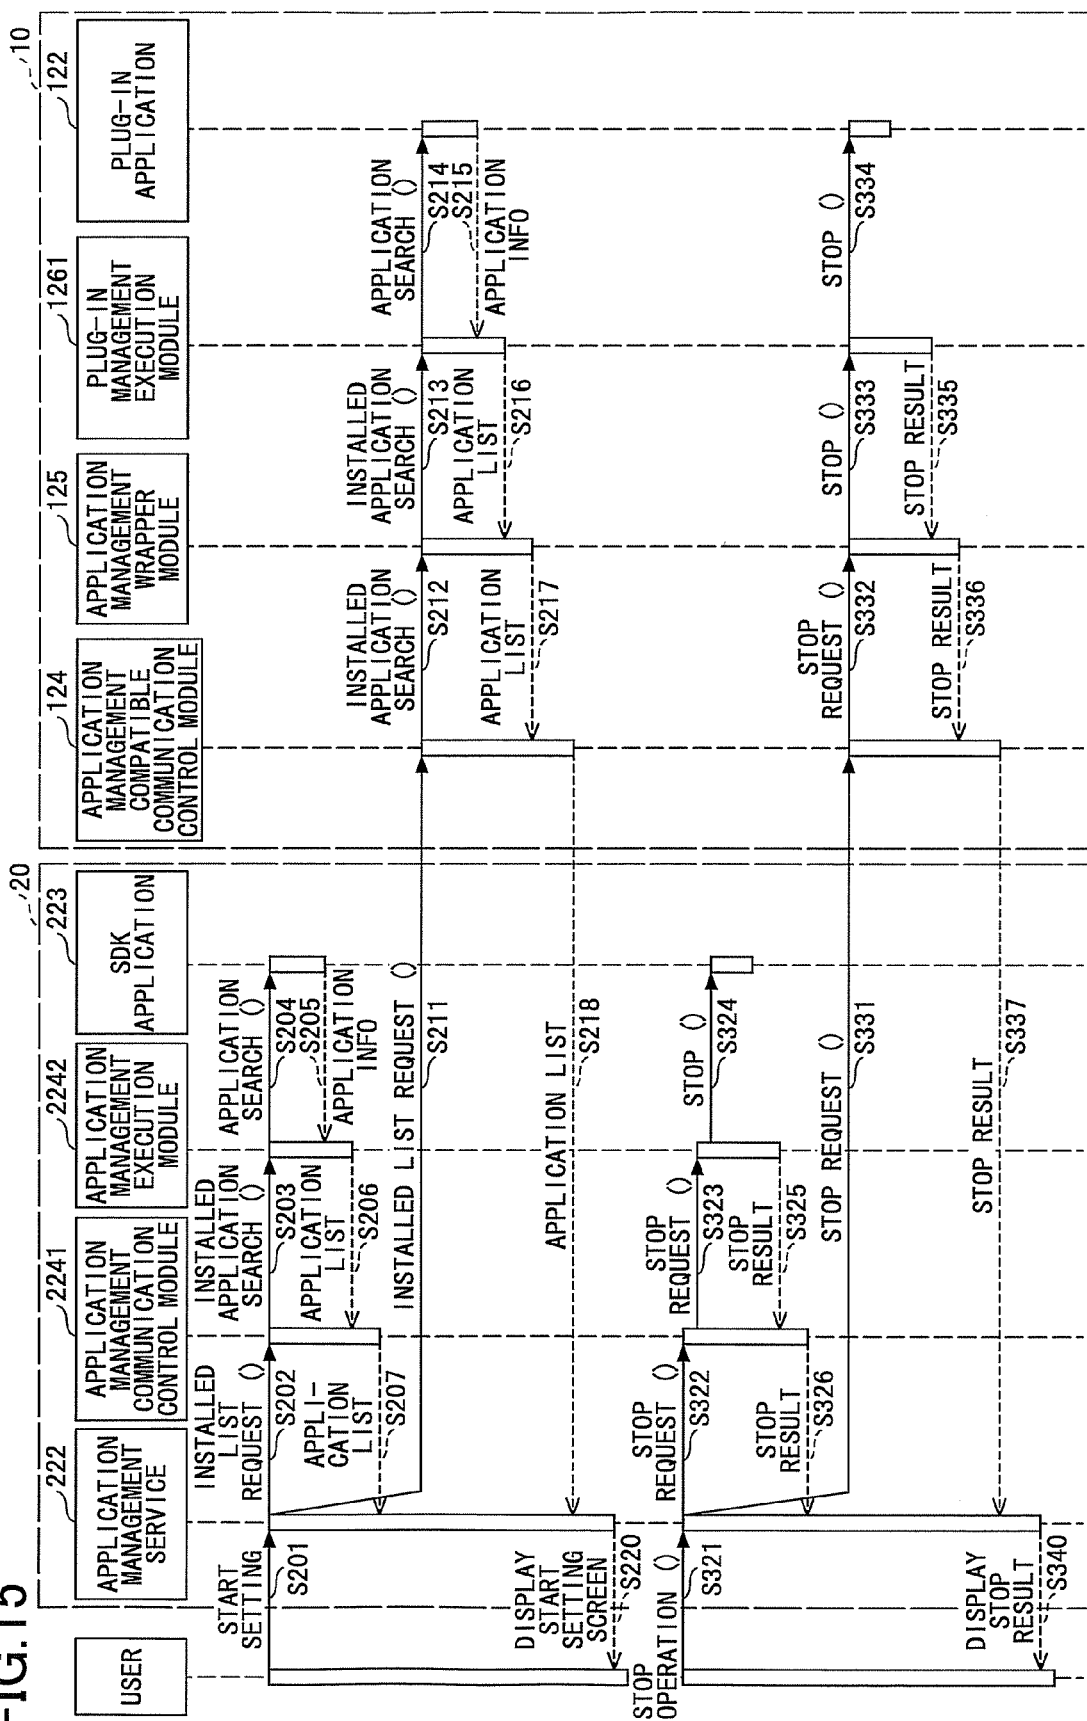 FIG.15
USER
20
APPLICATION
MANAGEMENT
SERVICE
222
APPLICATION
MANAGEMENT
COMMUNICATION
CONTROL MODULE
2241
APPLICATION
MANAGEMENT
EXECUTION
MODULE
2242
SDK
APPLICATION
223
10
APPLICATION
MANAGEMENT
COMPATIBLE
COMMUNICATION
CONTROL MODULE
124
APPLICATION
MANAGEMENT
WRAPPER
MODULE
125
PLUG-IN
MANAGEMENT
EXECUTION
MODULE
1261
PLUG-IN
APPLICATION
122
START
SETTING
S201
INSTALLED
LIST
REQUEST ()
S202
INSTALLED
APPLICATION
SEARCH ()
S203
APPLICATION
SEARCH ()
S204
S205
APPLICATION
INFO
APPLICATION
LIST
S206
APPLI-
CATION
LIST
S207
INSTALLED LIST REQUEST ()
S211
INSTALLED
APPLICATION
SEARCH ()
S212
INSTALLED
APPLICATION
SEARCH ()
S213
APPLICATION
SEARCH ()
S214
S215
APPLICATION
INFO
APPLICATION
LIST
S216
APPLICATION
LIST
S217
APPLICATION LIST
S218
DISPLAY
START
SETTING
SCREEN
S220
STOP
OPERATION ()
S321
STOP
REQUEST ()
S322
STOP
REQUEST ()
S323
STOP ()
S324
STOP
RESULT
S325
STOP
RESULT
S326
STOP REQUEST ()
S331
STOP
REQUEST ()
S332
STOP ()
S333
STOP ()
S334
STOP RESULT
S335
STOP RESULT
S336
STOP RESULT
S337
DISPLAY
STOP
RESULT
S340